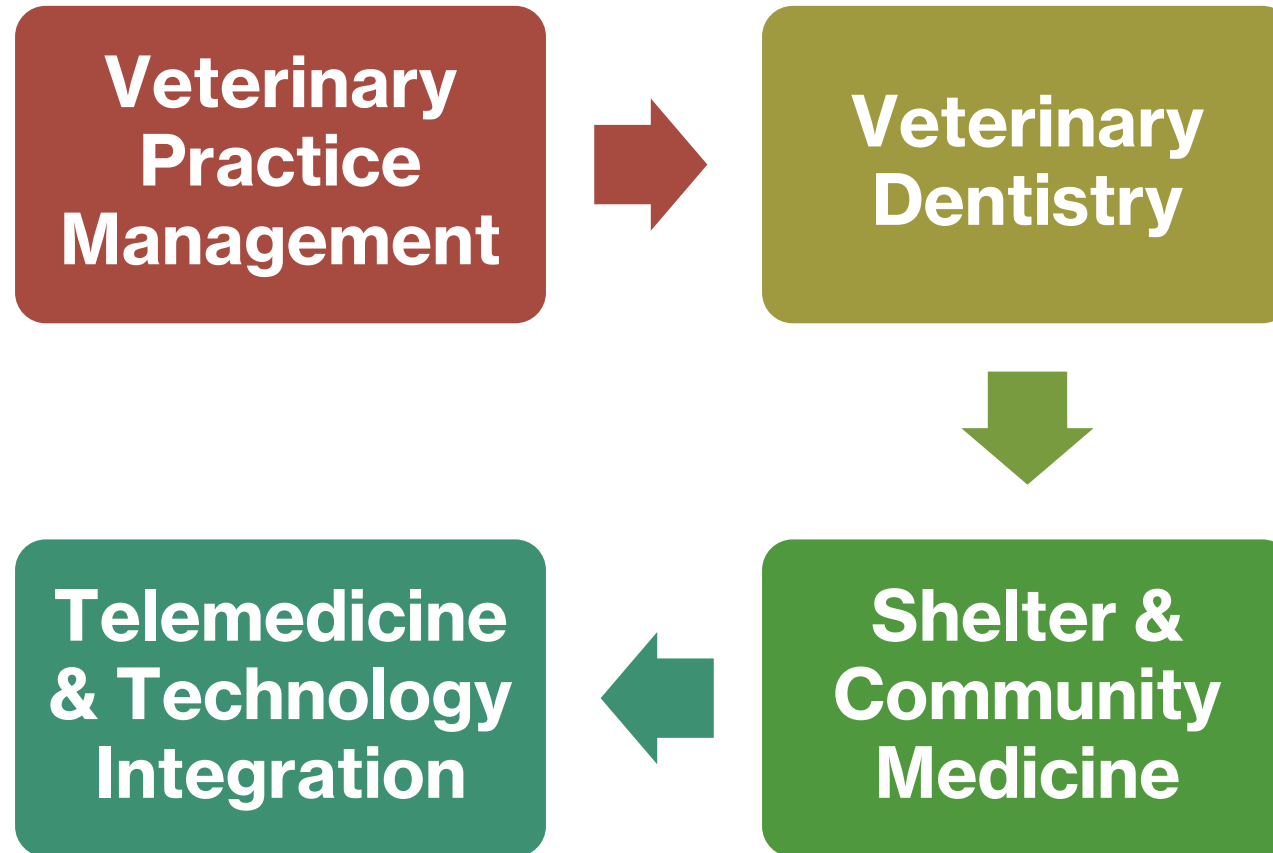 Veterinary
Practice
Management
Veterinary
Dentistry
Shelter &
Community
Medicine
Telemedicine
& Technology
Integration